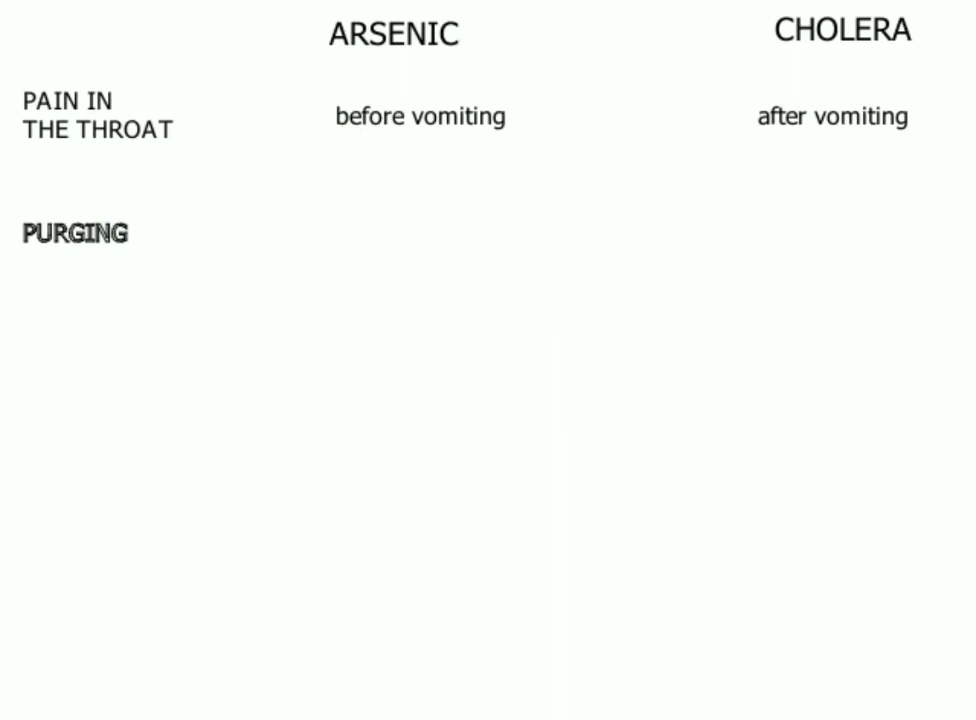 ARSENIC CHOLERA
PAIN IN
THE THROAT before vomiting after vomiting
PURGING